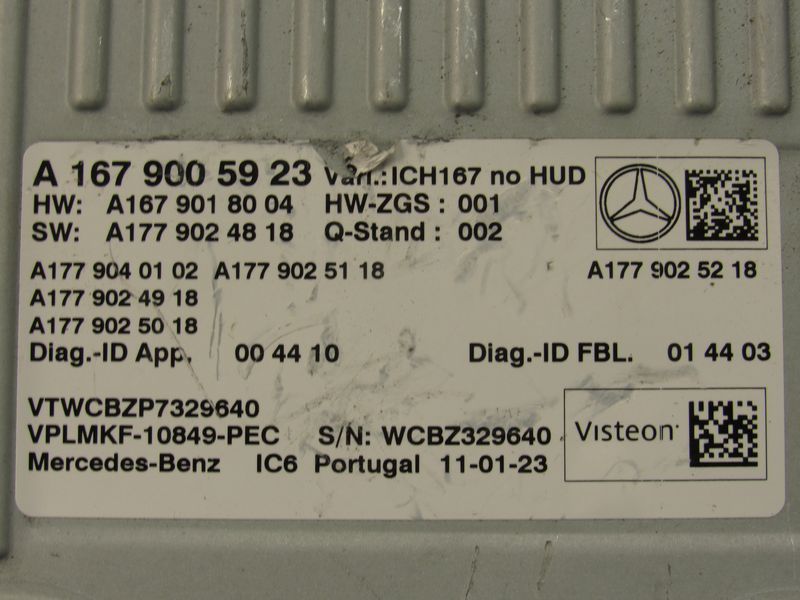 A 167 900 59 23 Vari.:ICH167 no HUD
HW: A167 901 80 04 HW-ZGS : 001
SW: A177 902 48 18 Q-Stand : 002
A177 904 01 02 A177 902 51 18 A177 902 52 18
A177 902 49 18
A177 902 50 18
Diag.-ID App. 00 44 10 Diag.-ID FBL. 01 44 03
VTWCBZP7329640
VPLMKF-10849-PEC S/N: WCBZ329640
Visteon
Mercedes-Benz IC6 Portugal 11-01-23